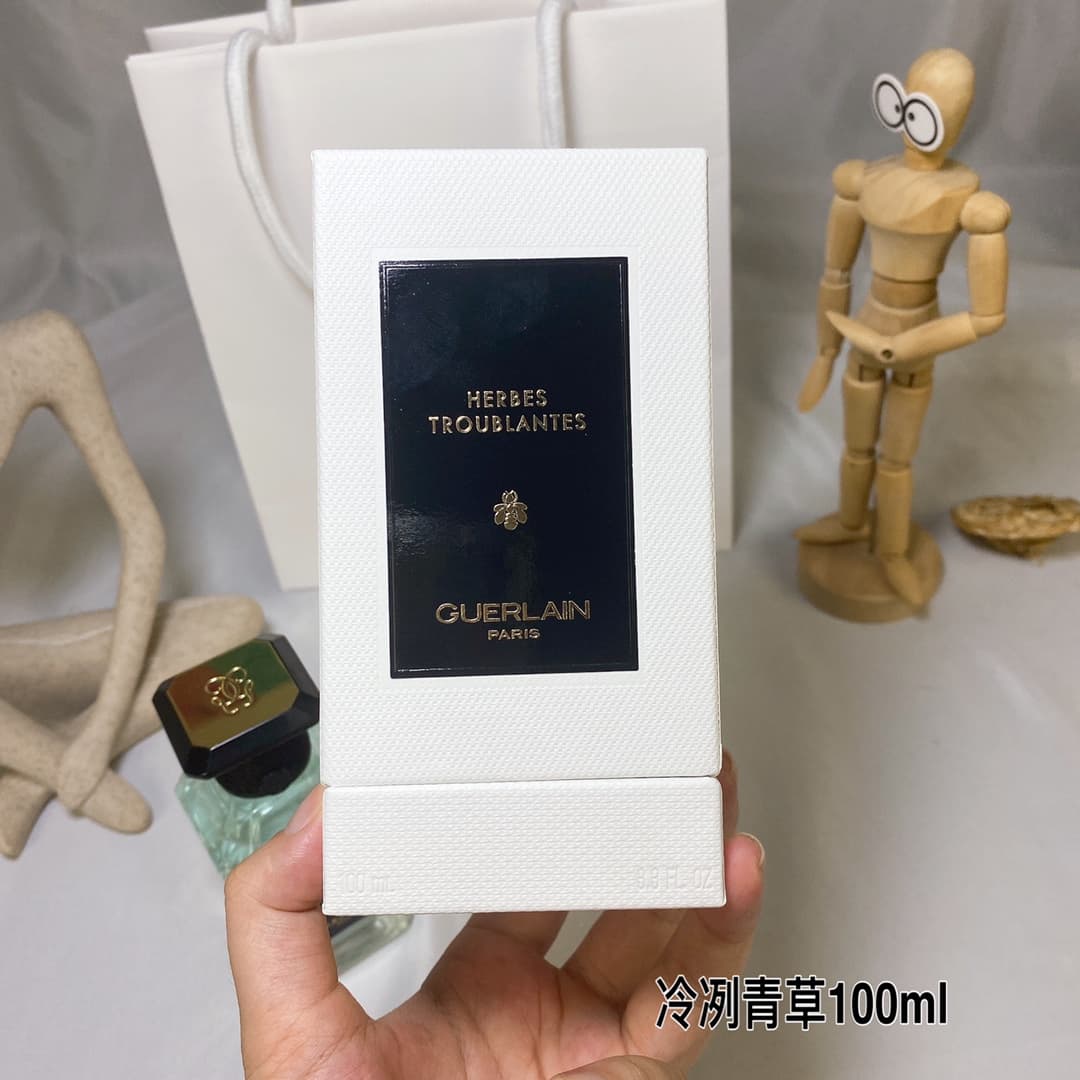 HERBES
TROUBLANTES
GUERLAIN
PARIS
100 mL 3.3 FL.OZ
冷冽青草100ml